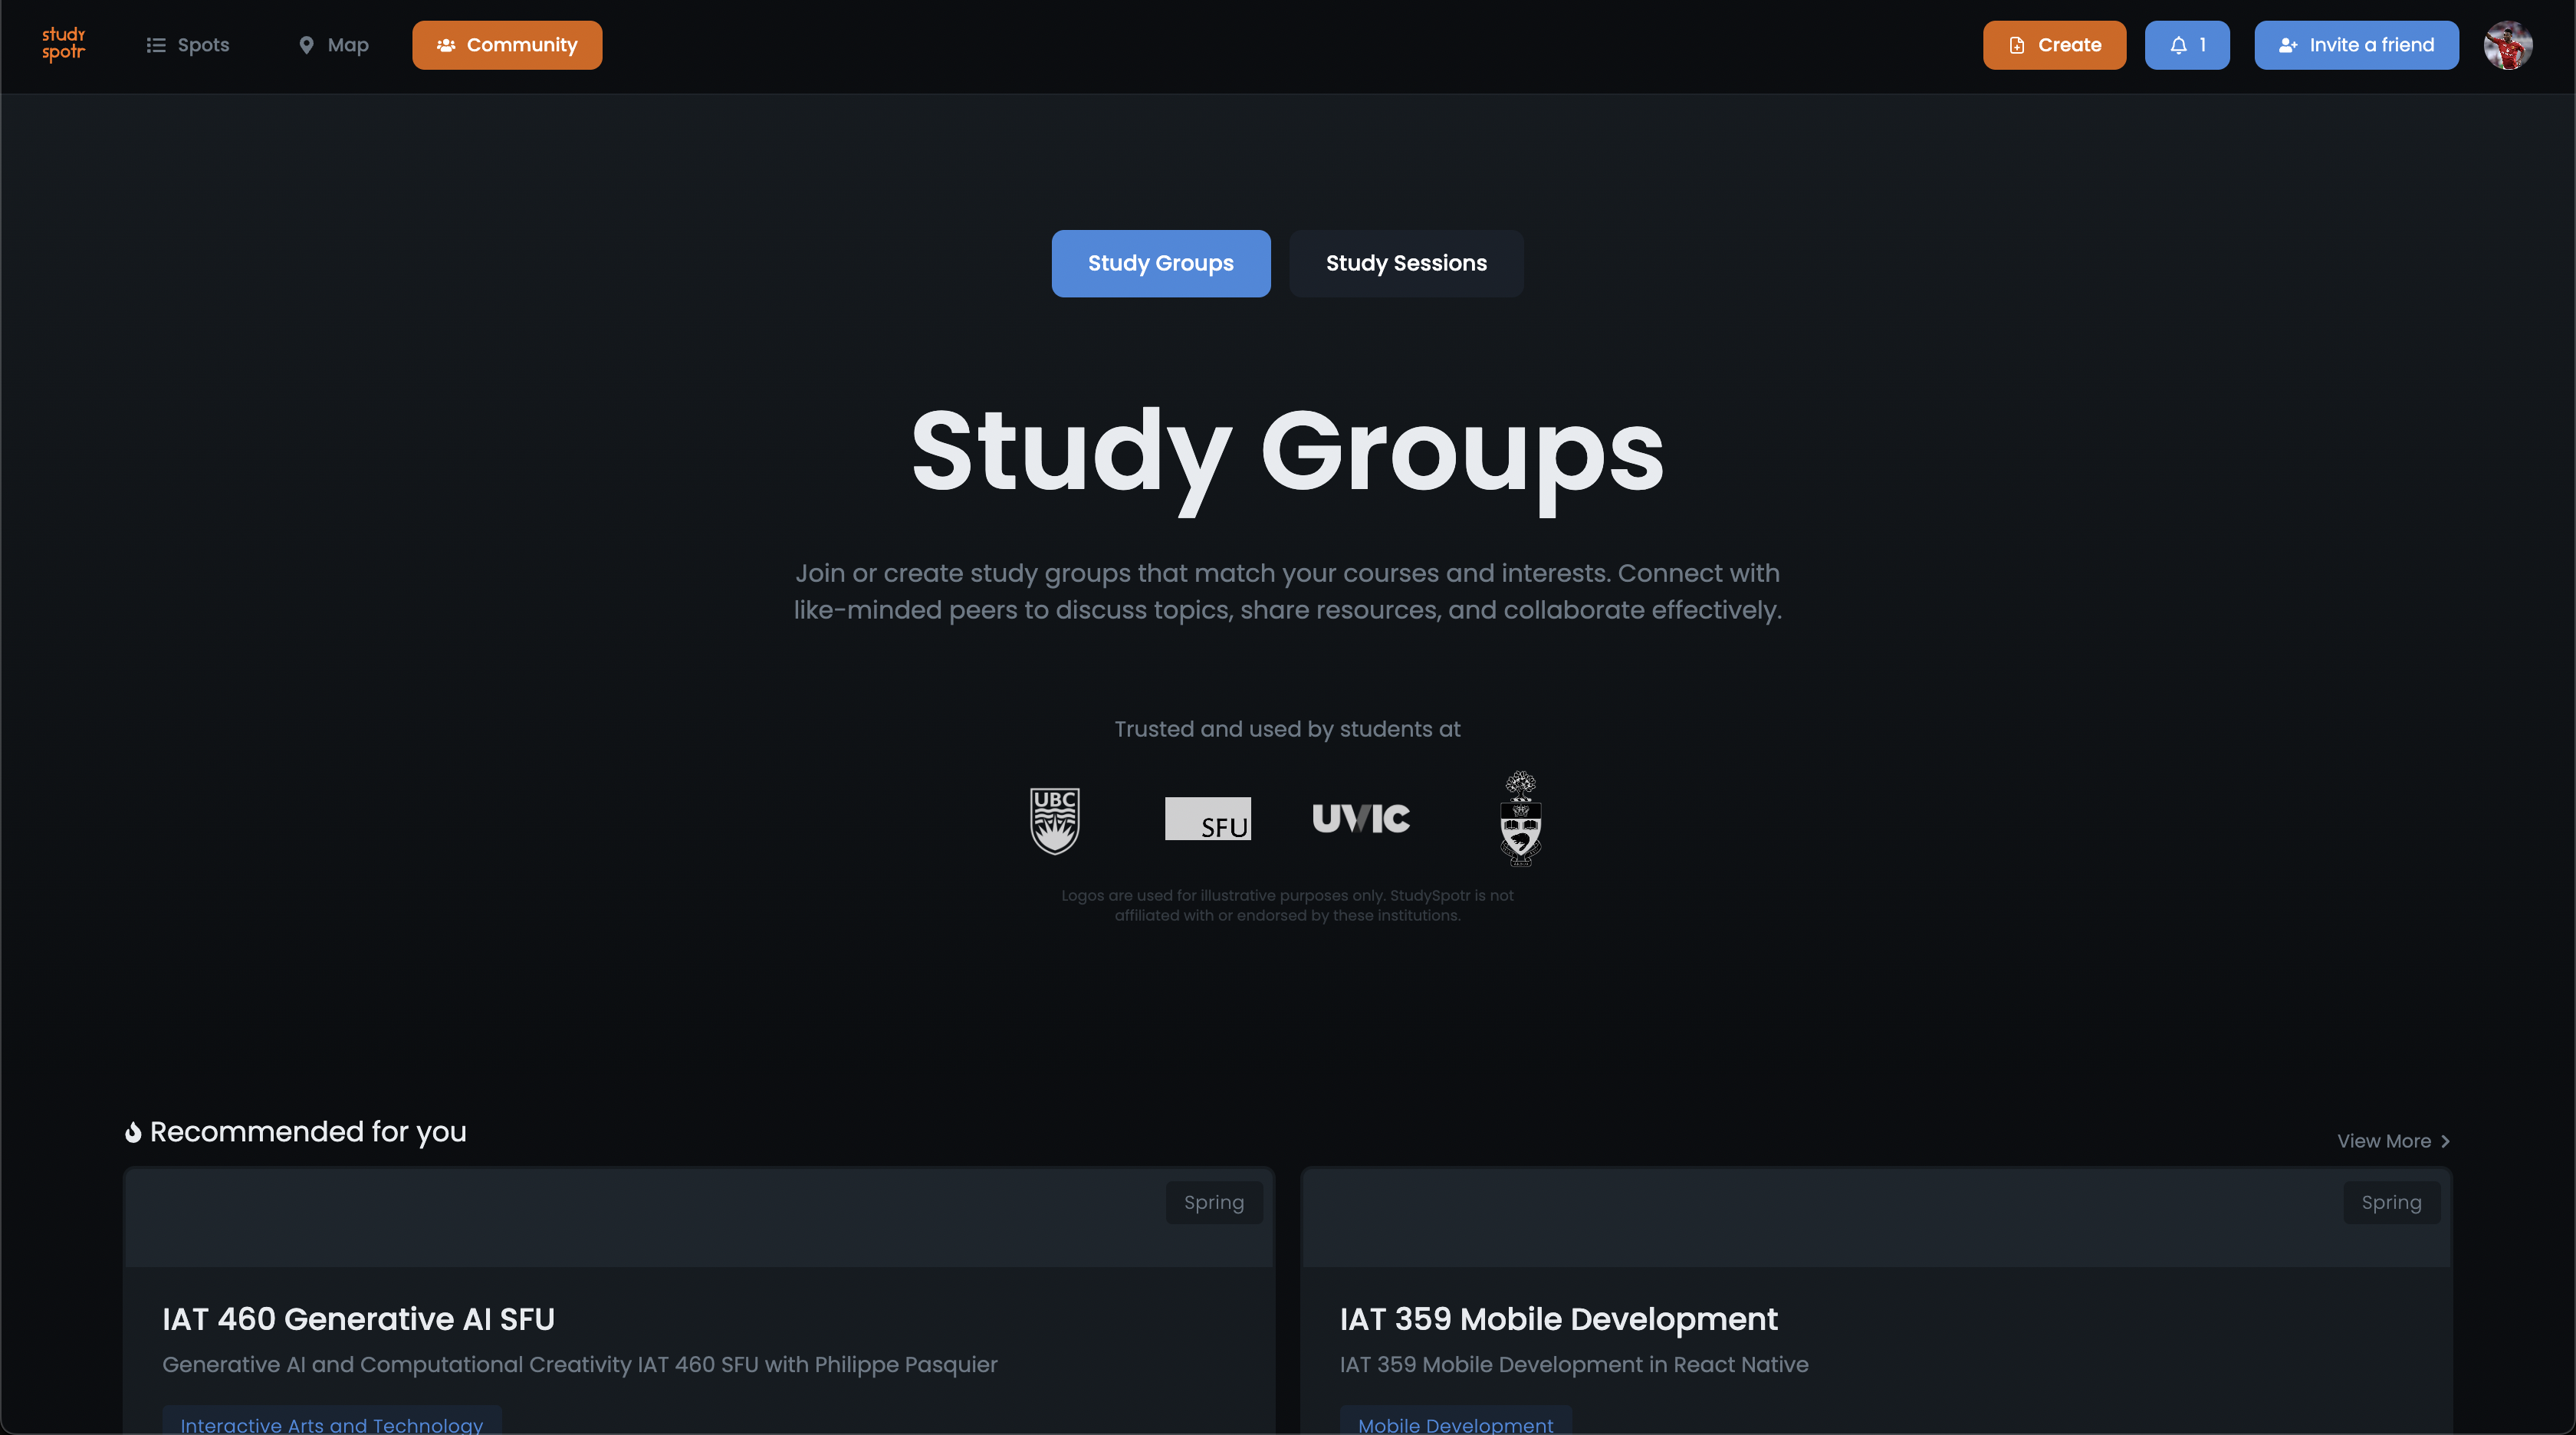 study
spotr
Spots
Map
Community
Create
1
Invite a friend
Study Groups
Study Sessions
Study Groups
Join or create study groups that match your courses and interests. Connect with
like-minded peers to discuss topics, share resources, and collaborate effectively.
Trusted and used by students at
UBC
SFU
UVIC
Logos are used for illustrative purposes only. StudySpotr is not
affiliated with or endorsed by these institutions.
Recommended for you
View More
Spring
Spring
IAT 460 Generative AI SFU
Generative AI and Computational Creativity IAT 460 SFU with Philippe Pasquier
Interactive Arts and Technology
IAT 359 Mobile Development
IAT 359 Mobile Development in React Native
Mobile Development